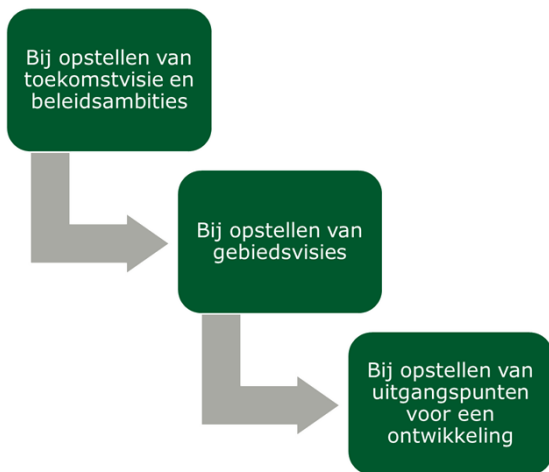 Bij opstellen van
toekomstvisie en
beleidsambities
Bij opstellen van
gebiedsvisies
Bij opstellen van
uitgangspunten
voor een
ontwikkeling